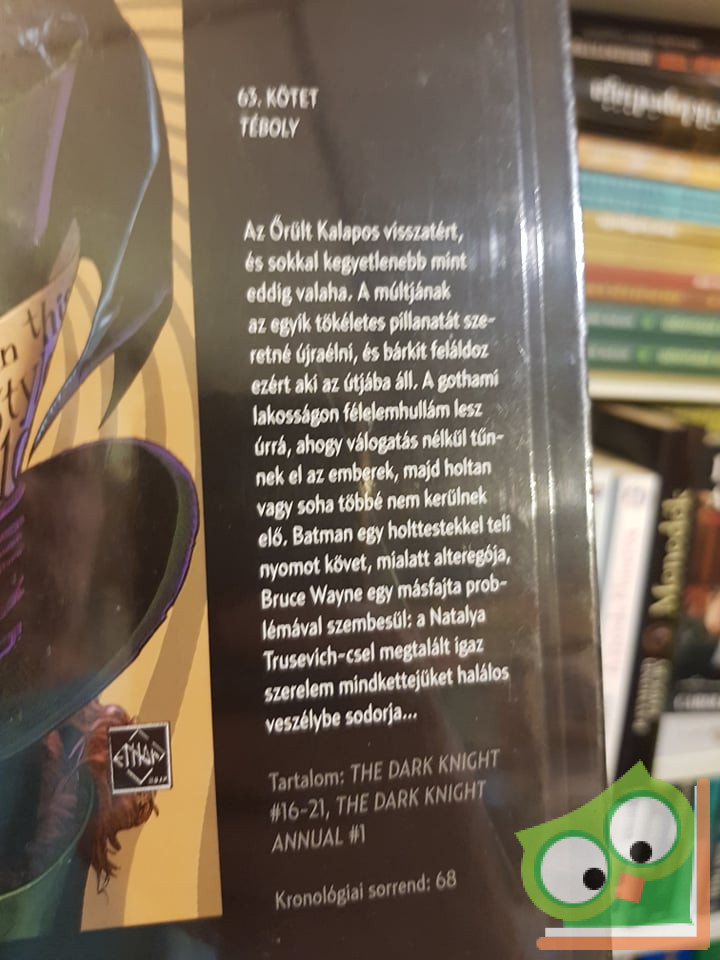 63. KÖTET
TÉBOLY
Az Őrült Kalapos visszatért,
és sokkal kegyetlenebb mint
eddig valaha. A múltjának
az egyik tökéletes pillanatát sze-
retné újraélni, és bárkit feláldoz
ezért aki az útjába áll. A gothami
lakosságon félelemhullám lesz
úrrá, ahogy válogatás nélkül tűn-
nek el az emberek, majd holtan
vagy soha többé nem kerülnek
elő. Batman egy holttestekkel teli
nyomot követ, mialatt alteregója,
Bruce Wayne egy másfajta prob-
lémával szembesül: a Natalya
Trusevich-csel megtalált igaz
szerelem mindkettejüket halálos
veszélybe sodorja...
Tartalom: THE DARK KNIGHT
#16-21, THE DARK KNIGHT
ANNUAL #1
Kronológiai sorrend: 68